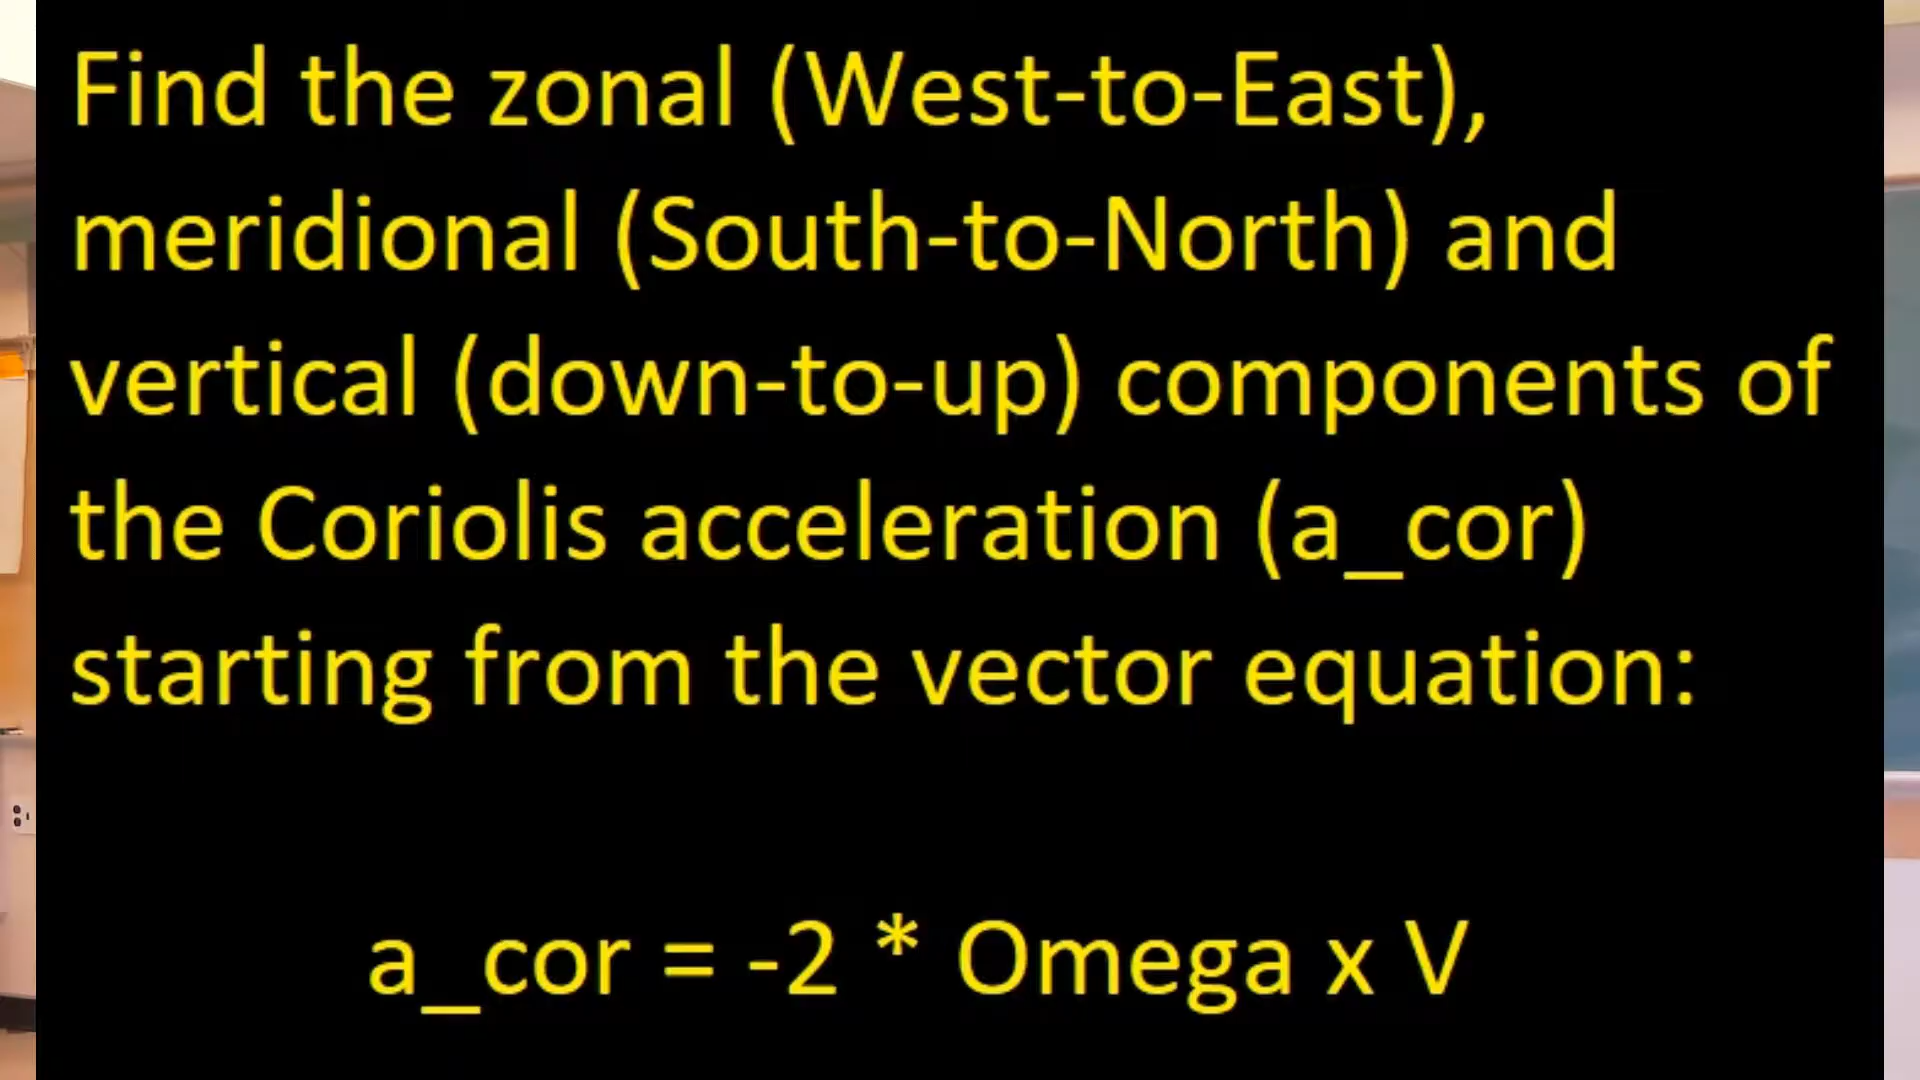 Find the zonal (West-to-East),
meridional (South-to-North) and
vertical (down-to-up) components of
the Coriolis acceleration (a_cor)
starting from the vector equation:
a_cor = -2 * Omega x V